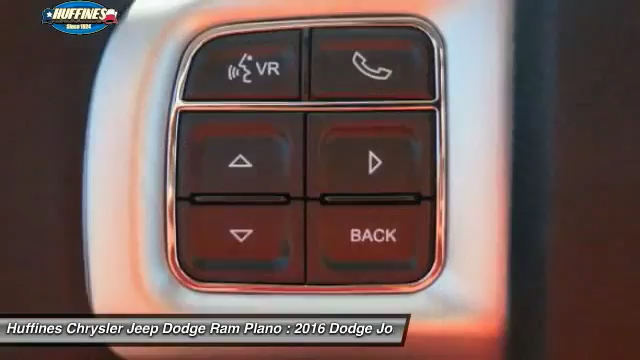 HUFFINES
Since 1924
VR
BACK
Huffines Chrysler Jeep Dodge Ram Plano : 2016 Dodge Jo